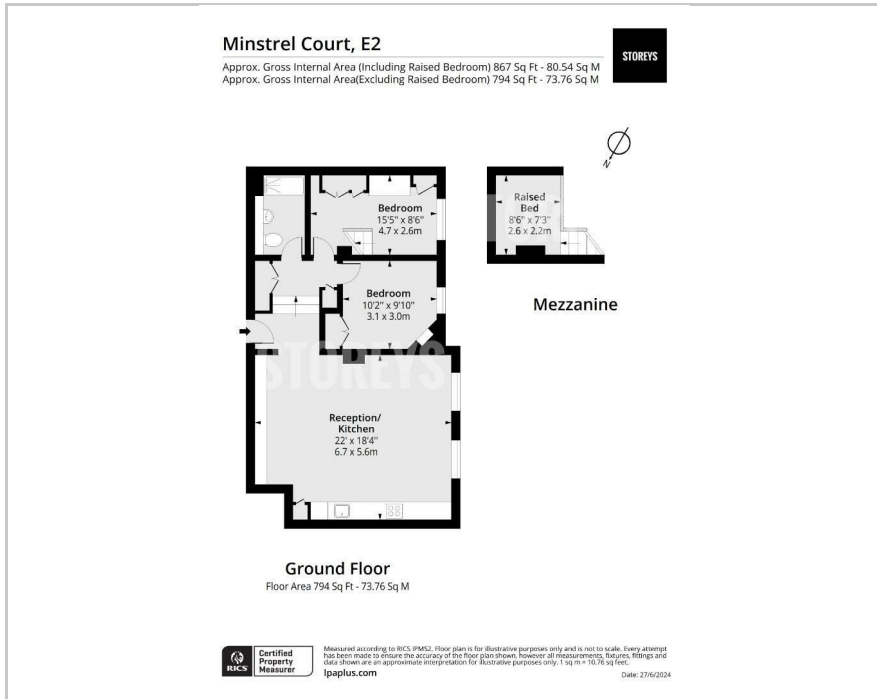 Minstrel Court, E2
STOREYS
Approx. Gross Internal Area (Including Raised Bedroom) 867 Sq Ft - 80.54 Sq M
Approx. Gross Internal Area(Excluding Raised Bedroom) 794 Sq Ft - 73.76 Sq M
N
Bedroom
15'5" x 8'6"
4.7 x 2.6m
Raised
Bed
8'6" x 7'3"
2.6 x 2.2m
Bedroom
10'2" x 9'10"
3.1 x 3.0m
Mezzanine
STOREYS
Reception/
Kitchen
22' x 18'4"
6.7 x 5.6m
Ground Floor
Floor Area 794 Sq Ft - 73.76 Sq M
RICS
Certified
Property
Measurer
Measured according to RICS IPMS2. Floor plan is for illustrative purposes only and is not to scale. Every attempt
has been made to ensure the accuracy of the floor plan shown, however all measurements, fixtures, fittings and
data shown are an approximate interpretation for illustrative purposes only. 1 sq m = 10.76 sq feet.
lpaplus.com
Date: 27/6/2024